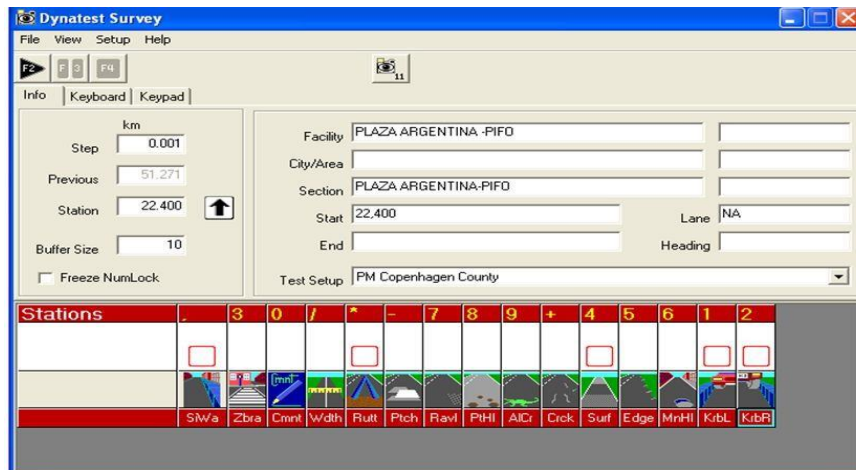 Dynatest Survey
File View Setup Help
F2 F3 F4 11
Info Keyboard Keypad
km
Step 0.001
Previous 51.271
Station 22.400
Buffer Size 10
Freeze NumLock
Facility PLAZA ARGENTINA -PIFO
City/Area
Section PLAZA ARGENTINA-PIFO
Start 22,400 Lane NA
End Heading
Test Setup PM Copenhagen County
Stations . 3 0 / * - 7 8 9 + 4 5 6 1 2
Cmnt
SiWa Zbra Cmnt Wdth Rutt Ptch Ravl PtHl AlCr Crck Surf Edge MnHl KrbL KrbR